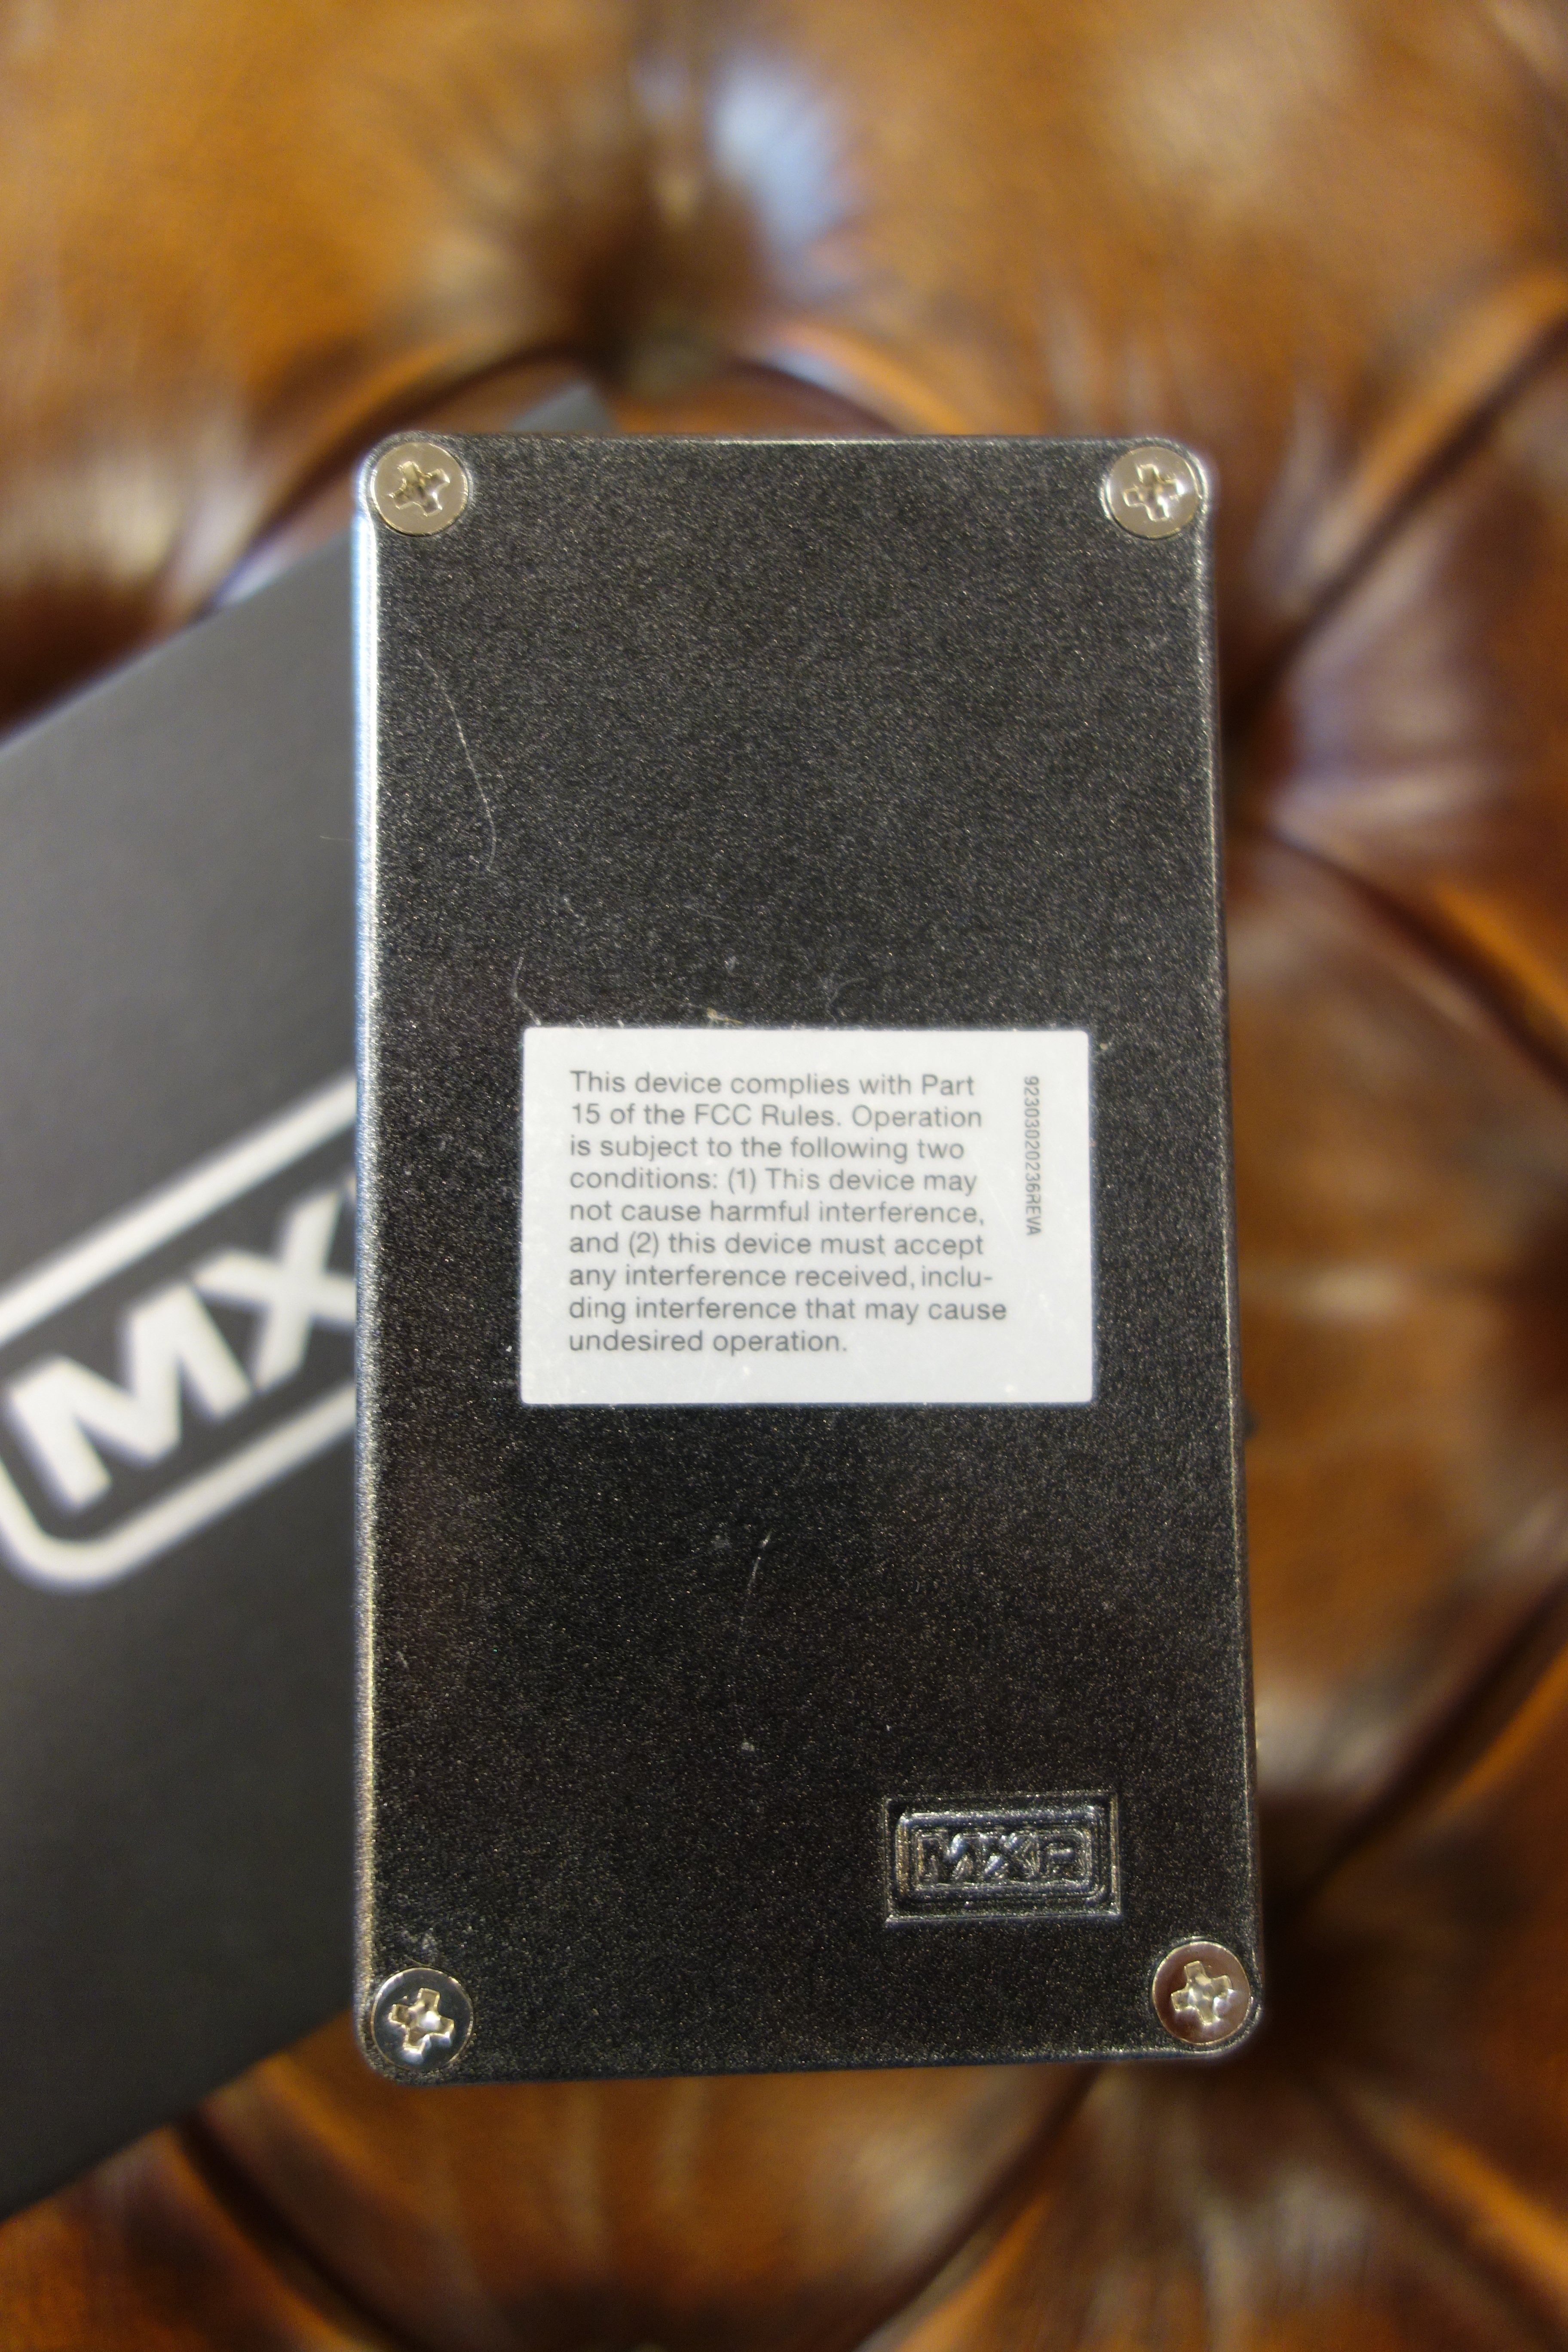 This device complies with Part
15 of the FCC Rules. Operation
is subject to the following two
conditions: (1) This device may
not cause harmful interference,
and (2) this device must accept
any interference received, inclu-
ding interference that may cause
undesired operation.
92303020236REVA
MX
MXR